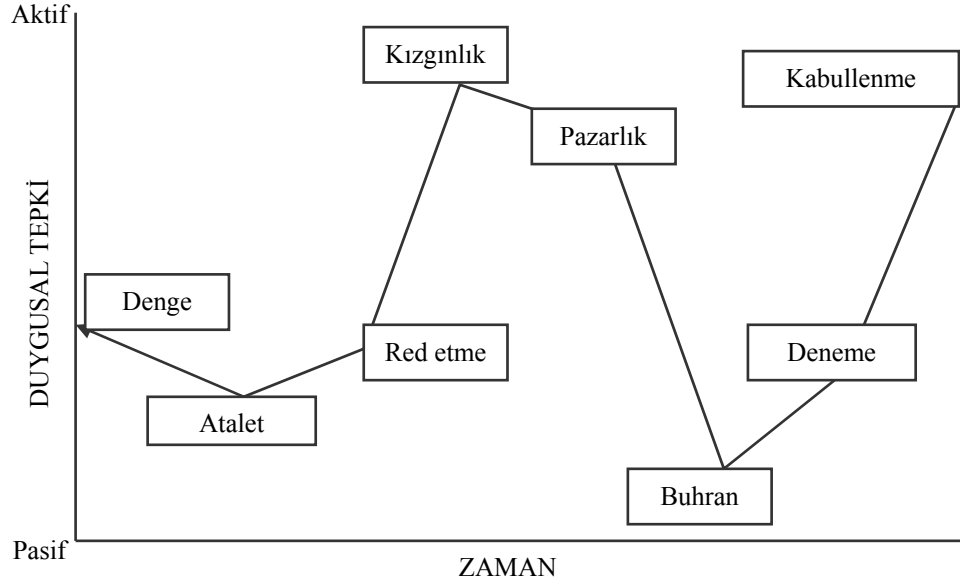 Aktif
Kızgınlık
Kabullenme
Pazarlık
DUYGUSAL TEPKİ
Denge
Red etme
Deneme
Atalet
Buhran
Pasif
ZAMAN